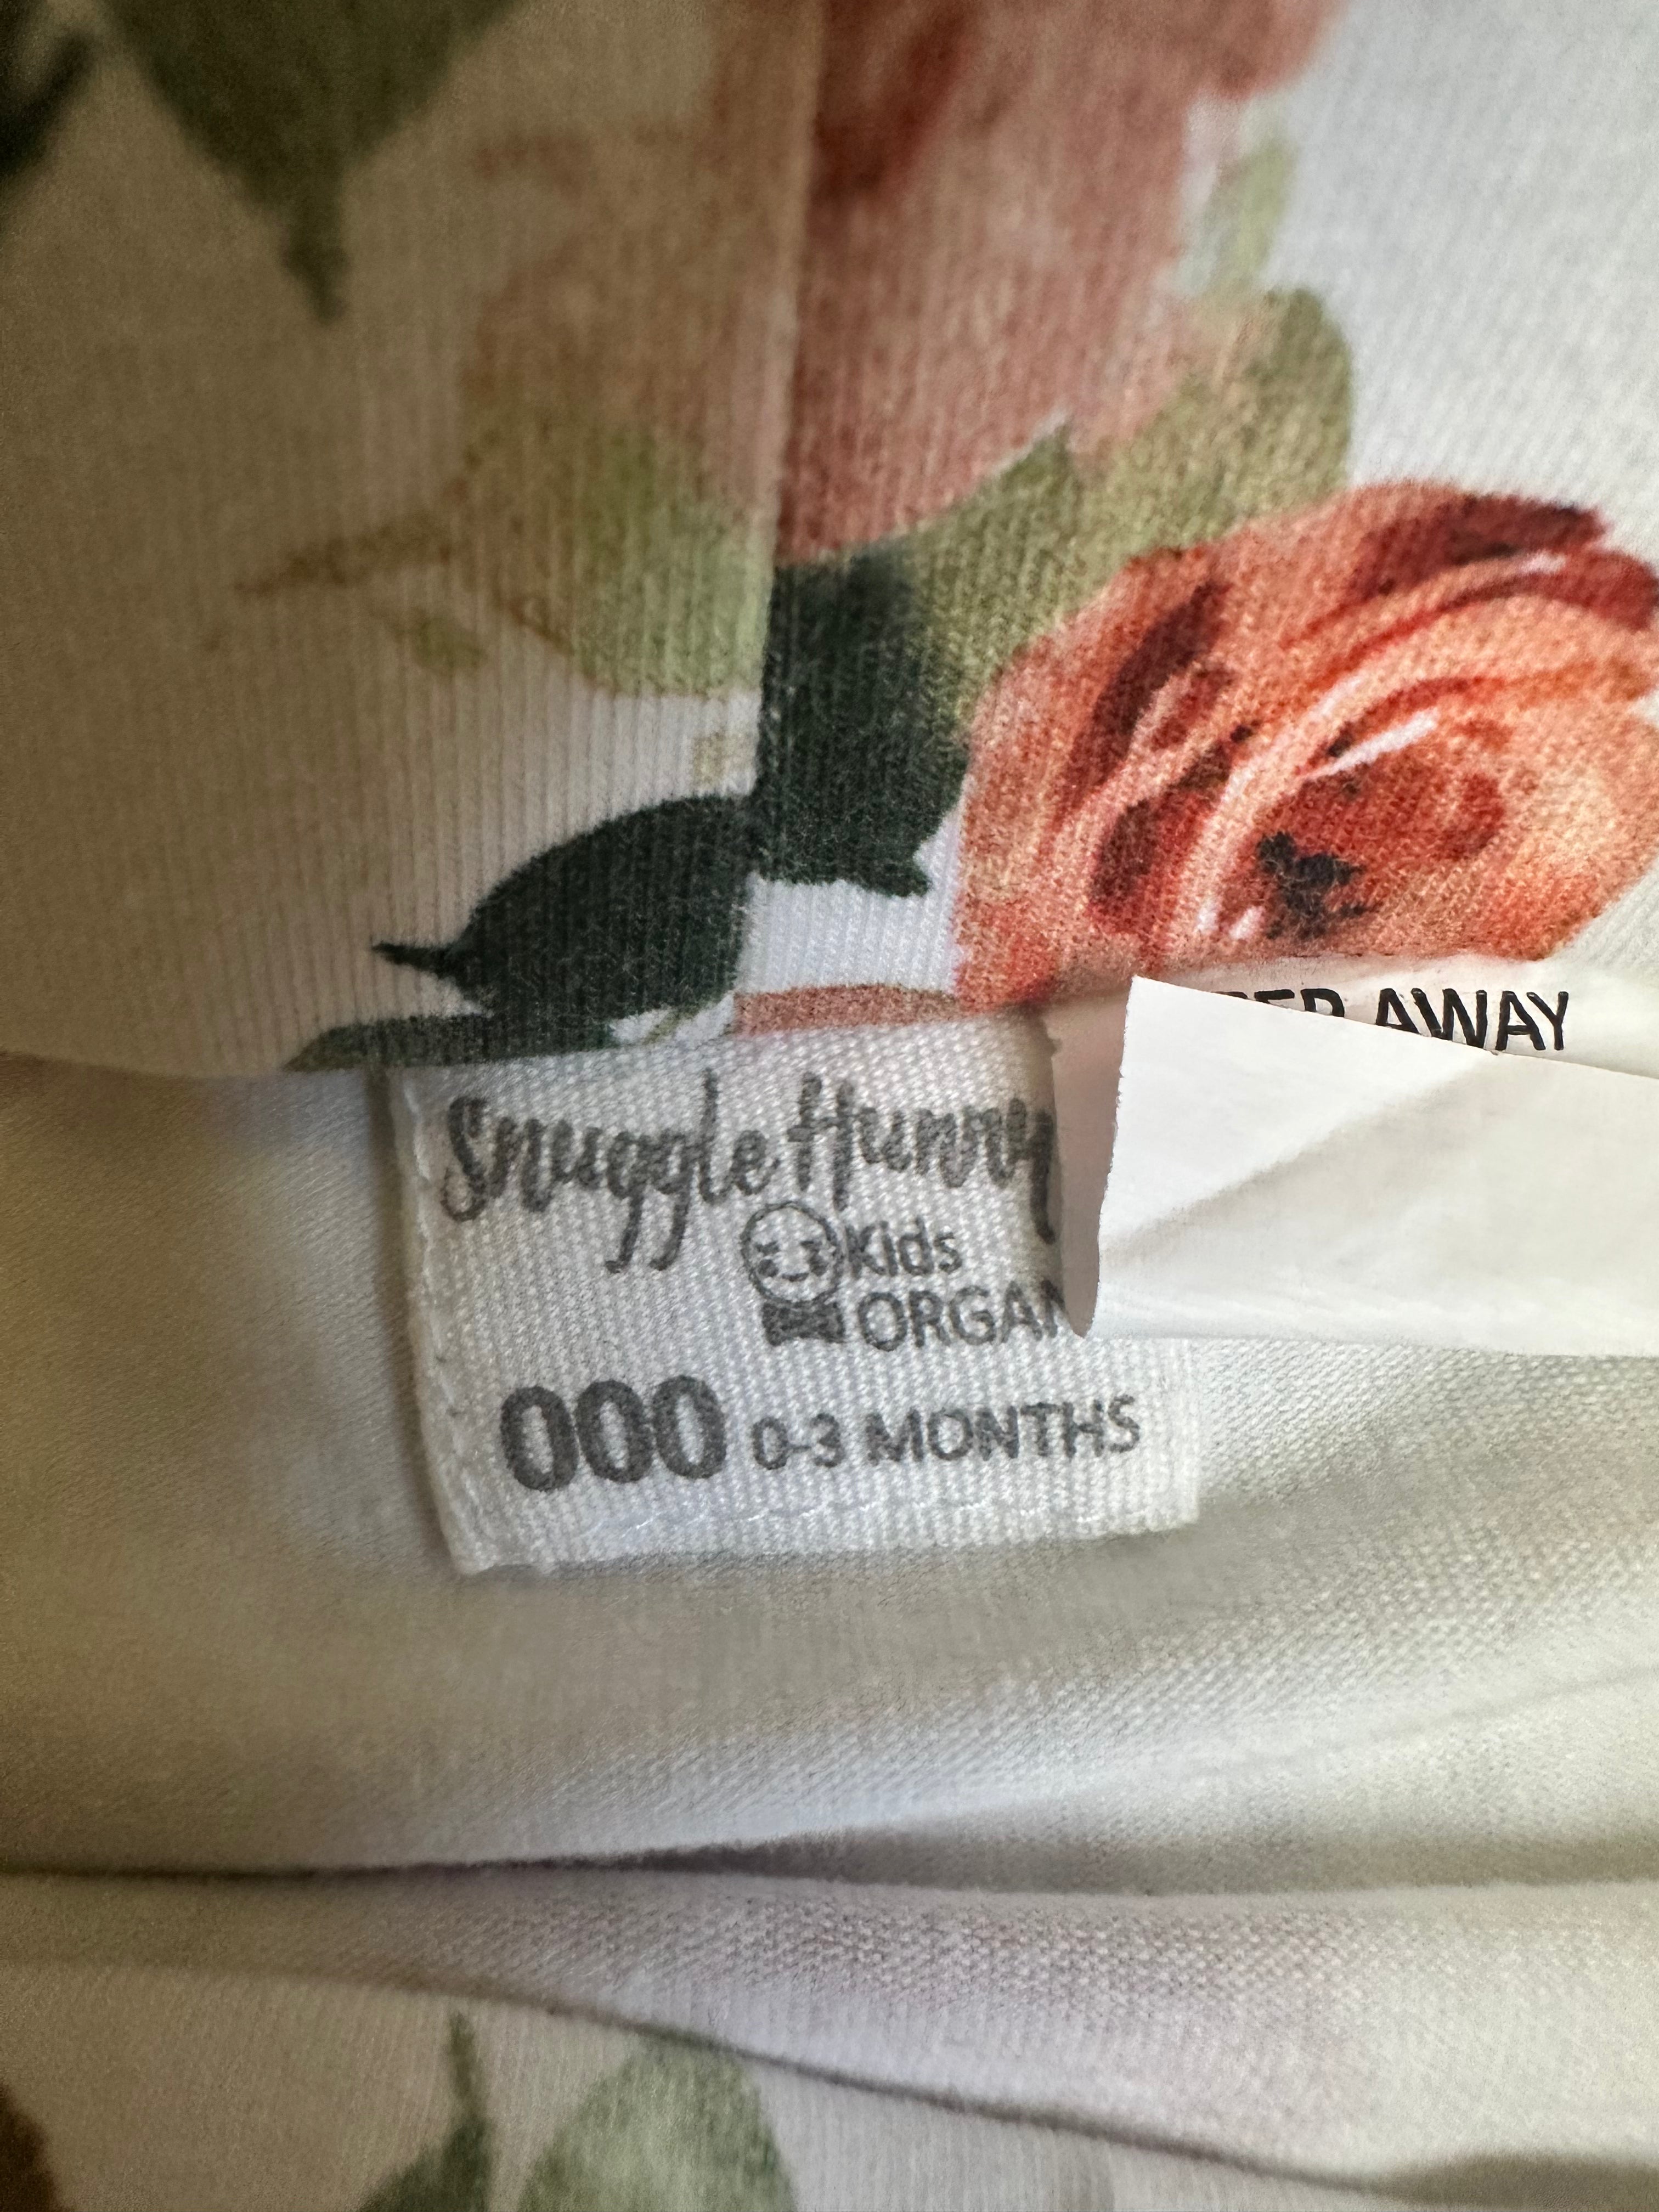 AWAY
Snuggle Hunny
Kids
000 0-3 MONTHS